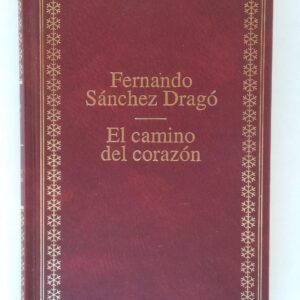 Fernando
Sánchez Dragó
El camino
del corazón